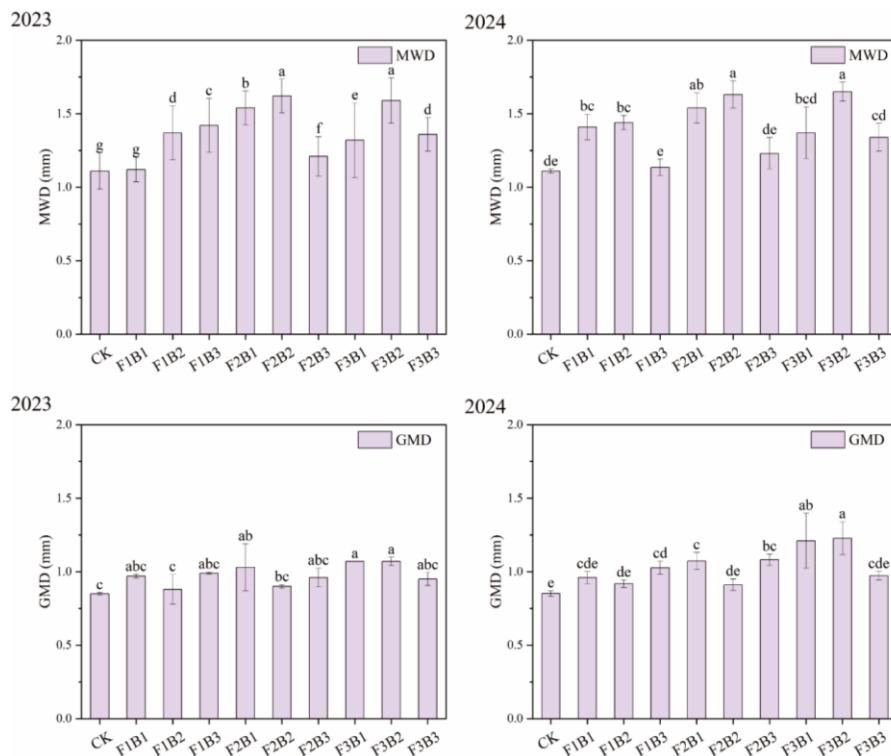 2023
2.0
1.5
1.0
0.5
0.0
MWD (mm)
MWD
g
g
d
c
b
a
f
e
a
d
CK
F1B1
F1B2
F1B3
F2B1
F2B2
F2B3
F3B1
F3B2
F3B3
2024
2.0
1.5
1.0
0.5
0.0
MWD (mm)
MWD
de
bc
bc
e
ab
a
de
bcd
a
cd
CK
F1B1
F1B2
F1B3
F2B1
F2B2
F2B3
F3B1
F3B2
F3B3
2023
2.0
1.5
1.0
0.5
0.0
GMD (mm)
GMD
c
abc
c
abc
ab
bc
abc
a
a
abc
CK
F1B1
F1B2
F1B3
F2B1
F2B2
F2B3
F3B1
F3B2
F3B3
2024
2.0
1.5
1.0
0.5
0.0
GMD (mm)
GMD
e
cde
de
cd
c
de
bc
ab
a
cde
CK
F1B1
F1B2
F1B3
F2B1
F2B2
F2B3
F3B1
F3B2
F3B3